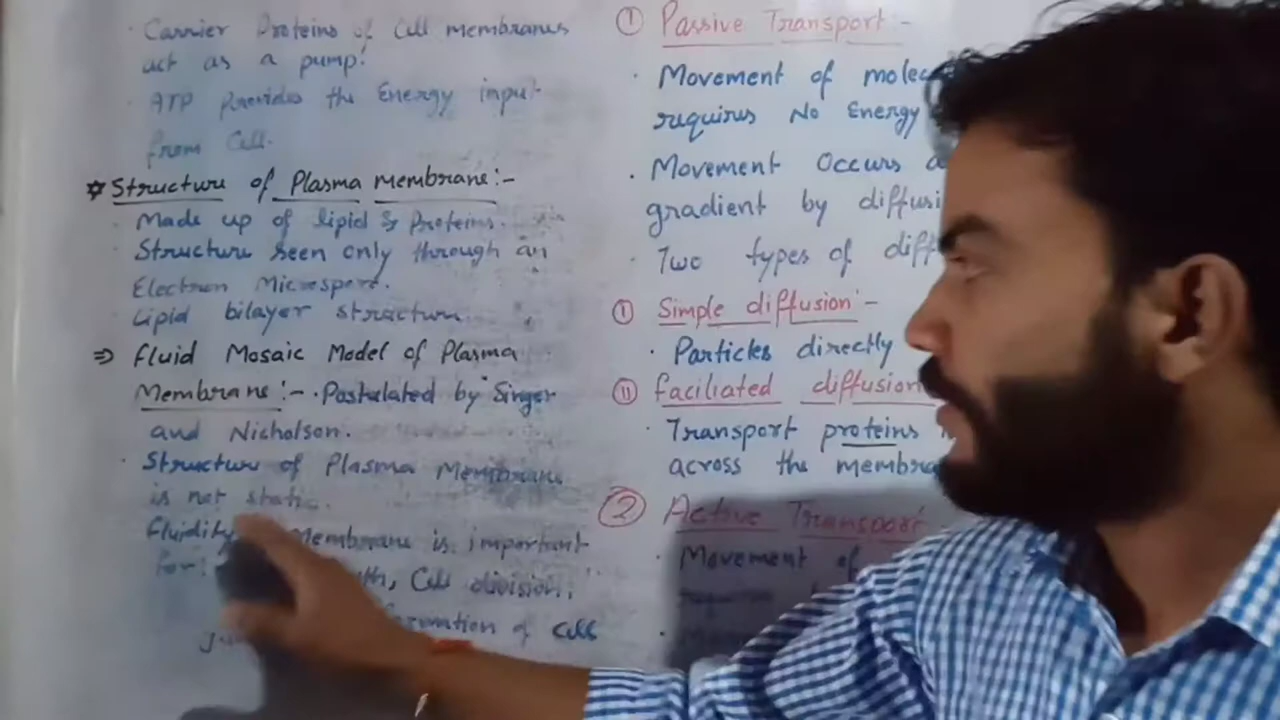 · Carrier Proteins of Cell membranes
act as a pump.
· ATP Provides the Energy input
from Cell.
☆ Structure of Plasma membrane:-
· Made up of lipid & Proteins.
· Structure seen only through an
Electron Microspore.
· Lipid bilayer structure.
⇒ Fluid Mosaic Model of Plasma
Membrane:- · Postulated by Singer
and Nicholson.
· Structure of Plasma Membrane
is not static.
Fluidity Membrane is important
for:
Cell division,
of Cell
① Passive Transport:-
· Movement of
requires No Energy
· Movement Occurs
gradient by
· Two types of
① Simple diffusion:-
· Particles directly
⑪ faciliated diffusion
· Transport proteins
across the
② Active Transport
· Movement of